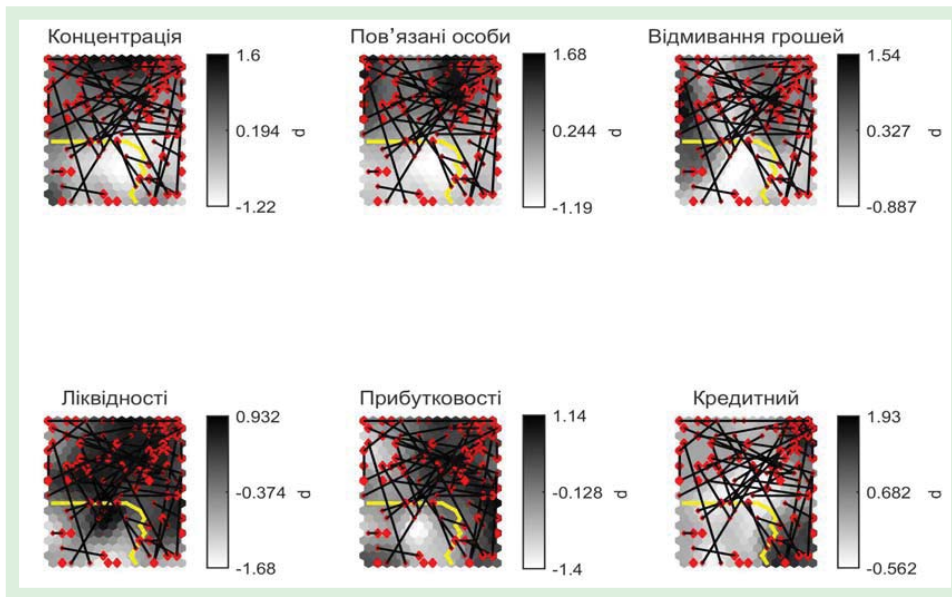 Концентрація
1.6
0.194
d
-1.22
Пов’язані особи
1.68
0.244
d
-1.19
Відмивання грошей
1.54
0.327
d
-0.887
Ліквідності
0.932
-0.374
d
-1.68
Прибутковості
1.14
-0.128
d
-1.4
Кредитний
1.93
0.682
d
-0.562